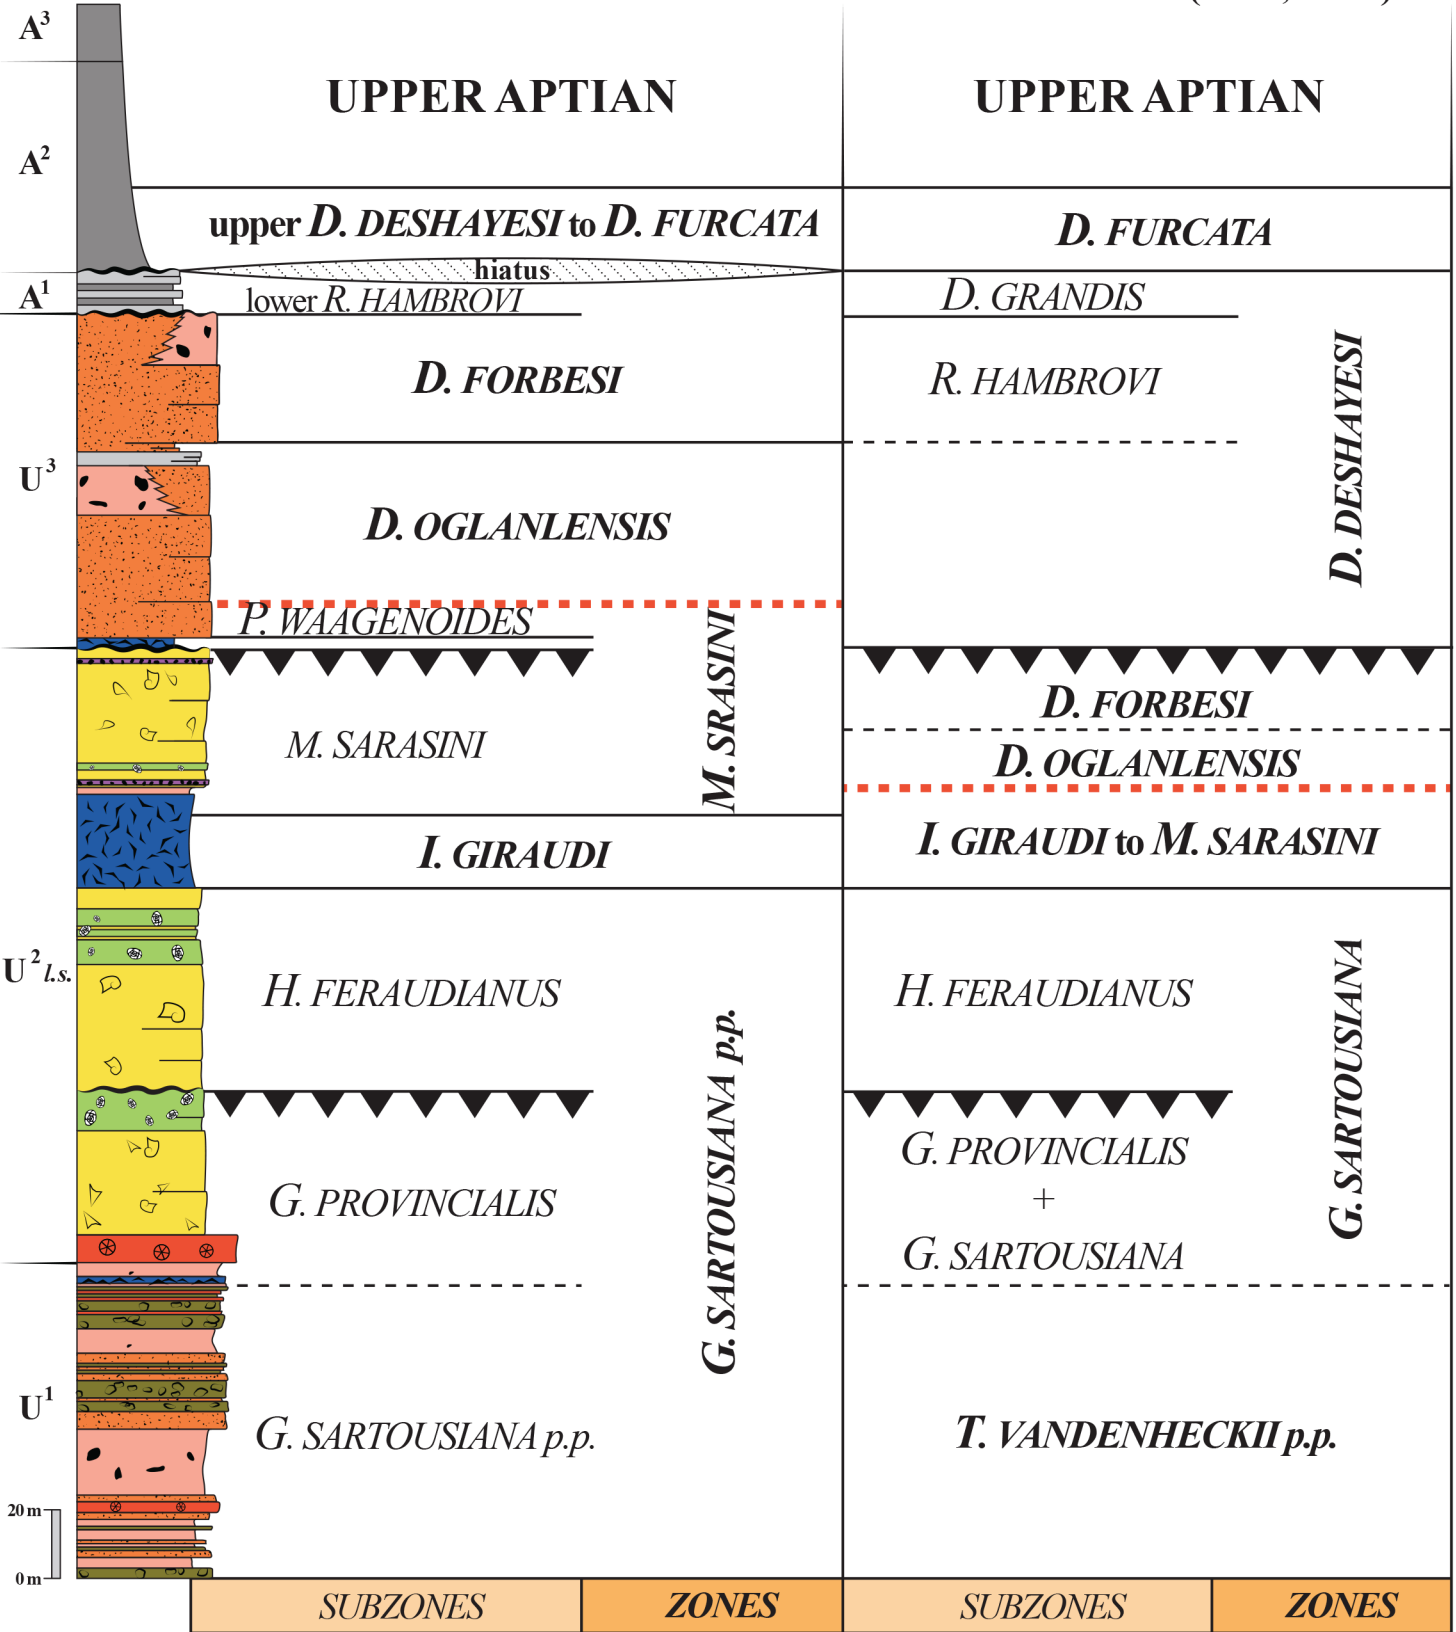 A3
UPPER APTIAN
UPPER APTIAN
A2
upper D. DESHAYESI to D. FURCATA
D. FURCATA
hiatus
A1
lower R. HAMBROVI
D. GRANDIS
D. FORBESI
R. HAMBROVI
D. DESHAYESI
U3
D. OGLANLENSIS
P. WAAGENOIDES
M. SRASINI
M. SARASINI
D. FORBESI
D. OGLANLENSIS
I. GIRAUDI
I. GIRAUDI to M. SARASINI
U2 l.s.
H. FERAUDIANUS
H. FERAUDIANUS
G. SARTOUSIANA p.p.
G. SARTOUSIANA
G. PROVINCIALIS
G. PROVINCIALIS
+
G. SARTOUSIANA
U1
G. SARTOUSIANA p.p.
T. VANDENHECKII p.p.
20 m
0 m
SUBZONES
ZONES
SUBZONES
ZONES